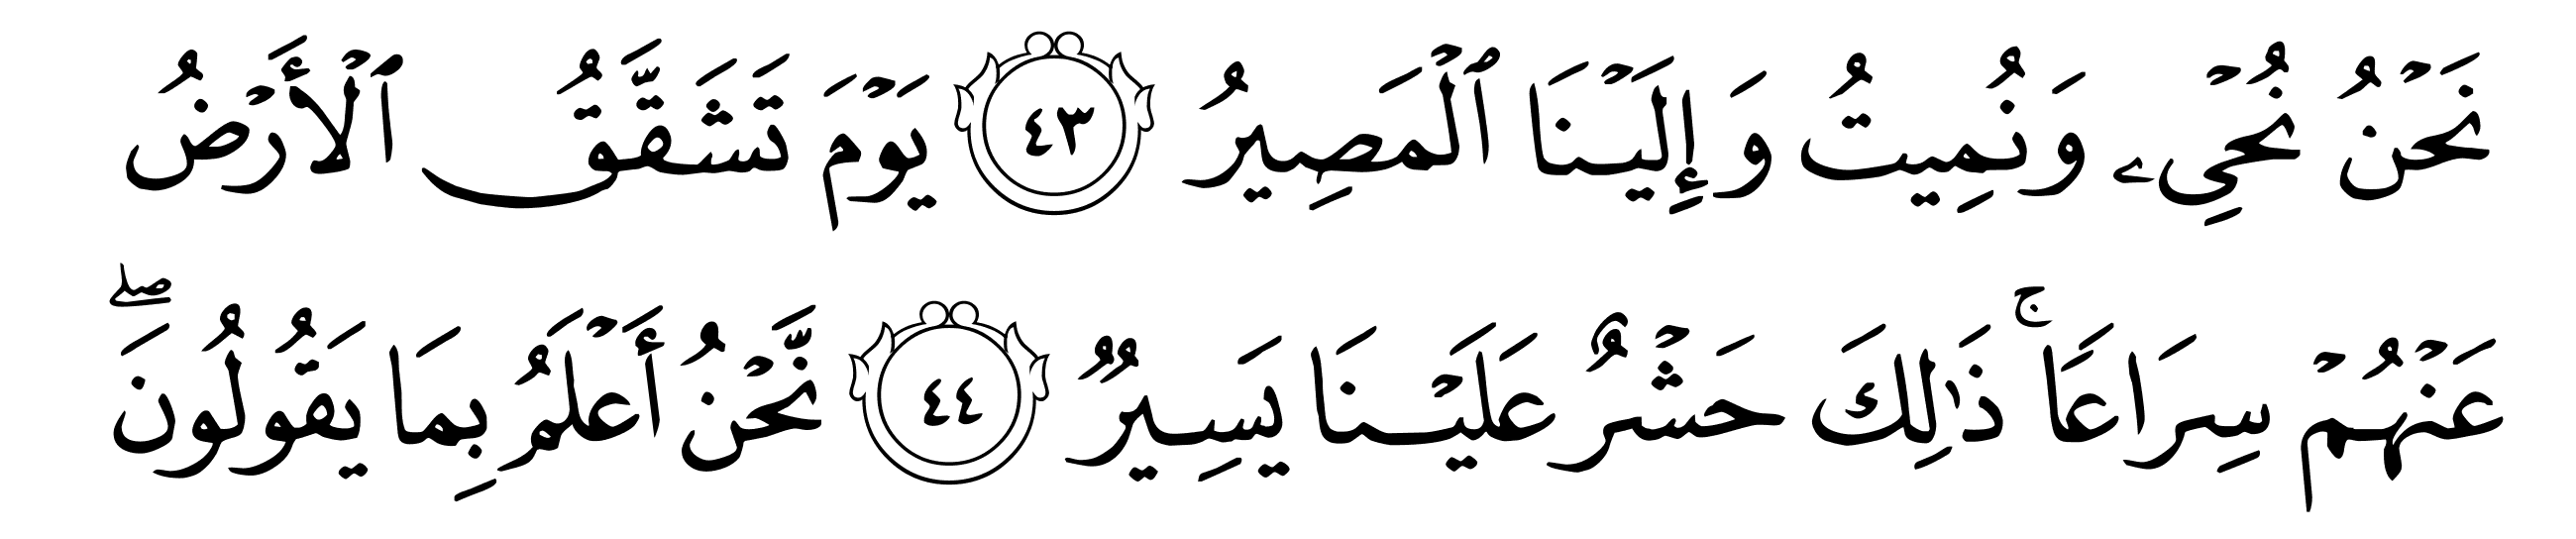 نَحۡنُ نُحۡيِۦ وَنُمِيتُ وَإِلَيۡنَا ٱلۡمَصِيرُ ٤٣ يَوۡمَ تَشَقَّقُ ٱلۡأَرۡضُ
عَنۡهُمۡ سِرَاعٗاۚ ذَٰلِكَ حَشۡرٌ عَلَيۡنَا يَسِيرٞ ٤٤ نَّحۡنُ أَعۡلَمُ بِمَا يَقُولُونَۖ